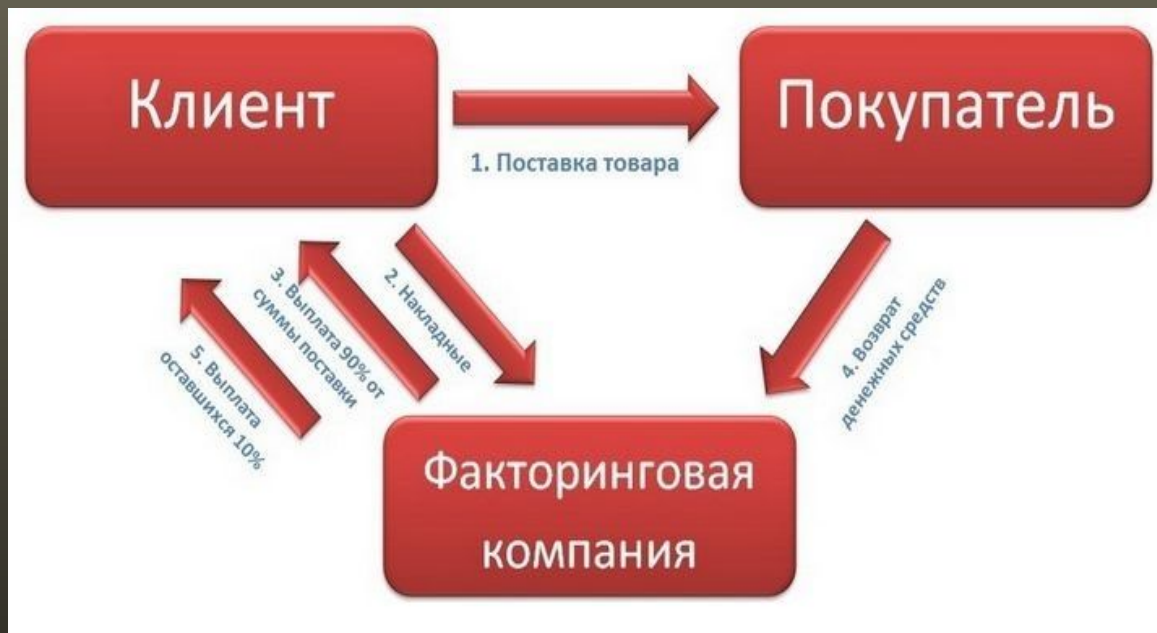 Клиент
Покупатель
1. Поставка товара
2. Накладные
3. Выплата 90% от
суммы поставки
4. Возврат
денежных средств
5. Выплата
оставшихся 10%
Факторинговая
компания